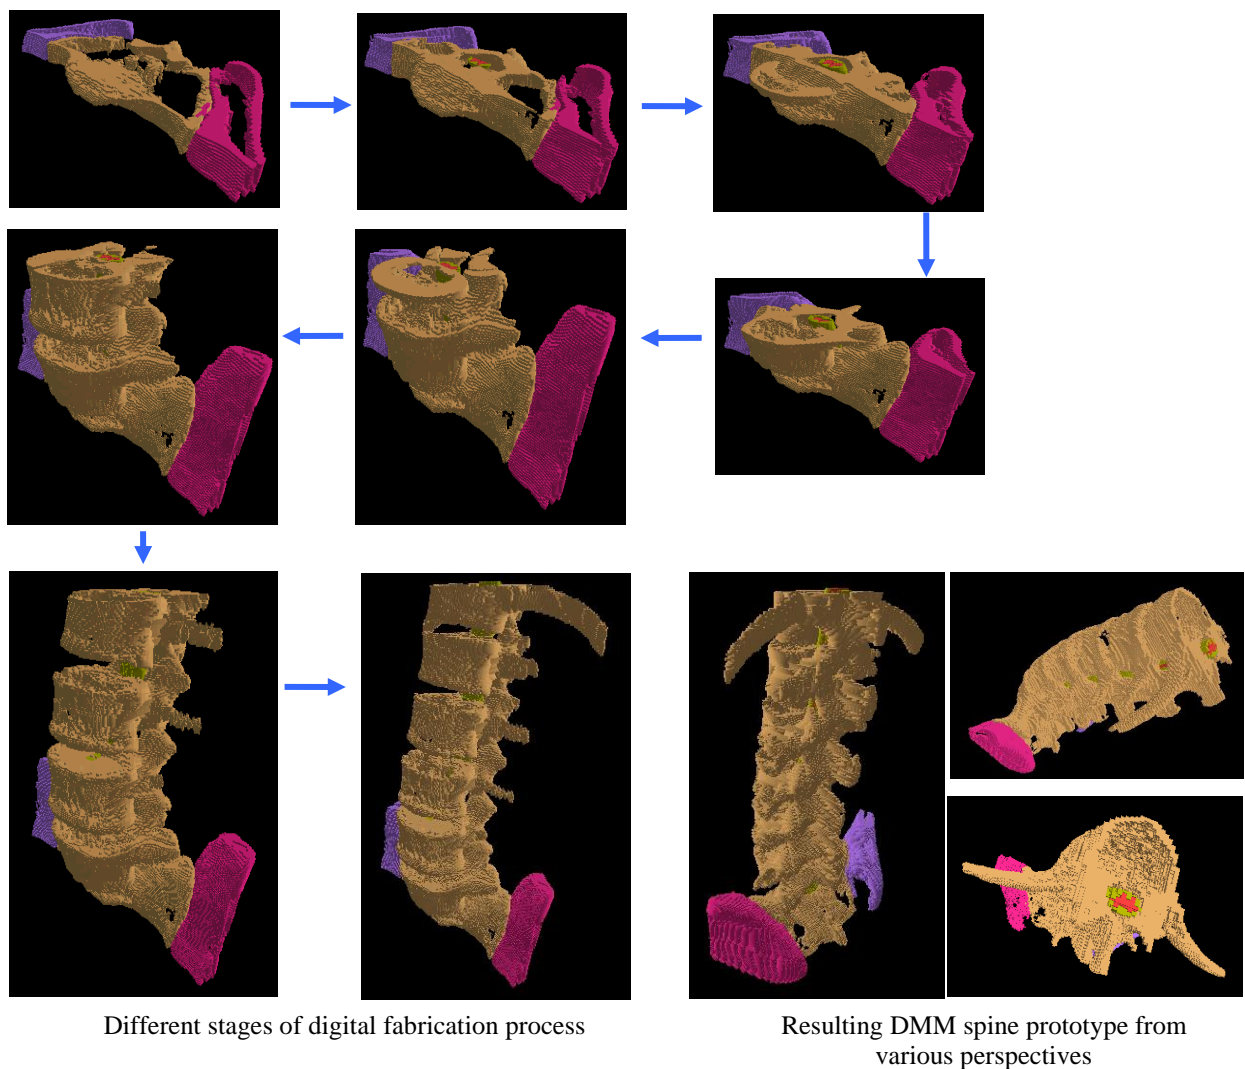 Different stages of digital fabrication process
Resulting DMM spine prototype from
various perspectives